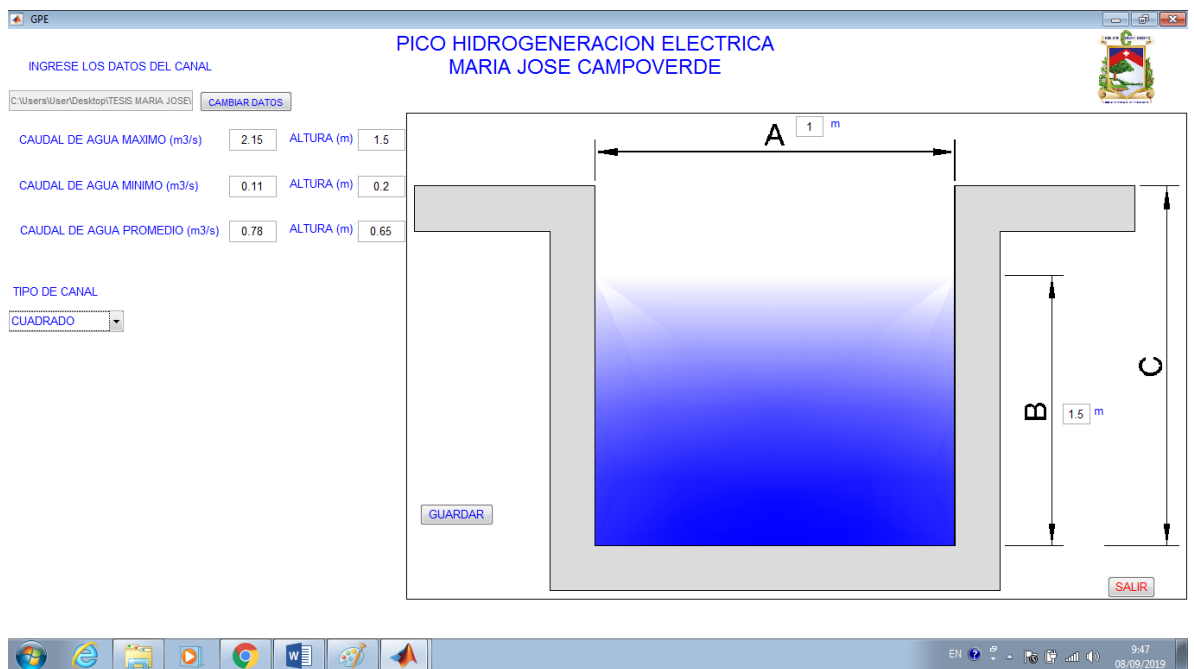 GPE
PICO HIDROGENERACION ELECTRICA
MARIA JOSE CAMPOVERDE
INGRESE LOS DATOS DEL CANAL
C:\Users\User\Desktop\TESIS MARIA JOSE\
CAMBIAR DATOS
CAUDAL DE AGUA MAXIMO (m3/s) 2.15 ALTURA (m) 1.5
CAUDAL DE AGUA MINIMO (m3/s) 0.11 ALTURA (m) 0.2
CAUDAL DE AGUA PROMEDIO (m3/s) 0.78 ALTURA (m) 0.65
TIPO DE CANAL
CUADRADO
A 1 m
B 1.5 m
C
GUARDAR
SALIR
EN 9:47
08/09/2019